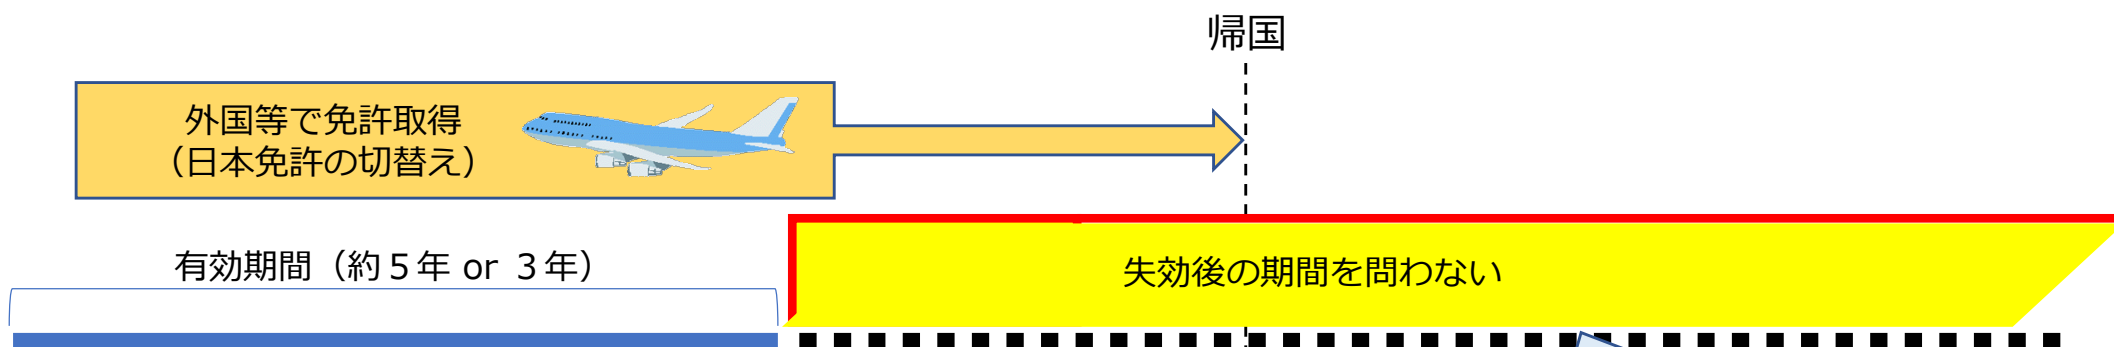 帰国
外国等で免許取得
（日本免許の切替え）
有効期間（約５年 or ３年）
失効後の期間を問わない